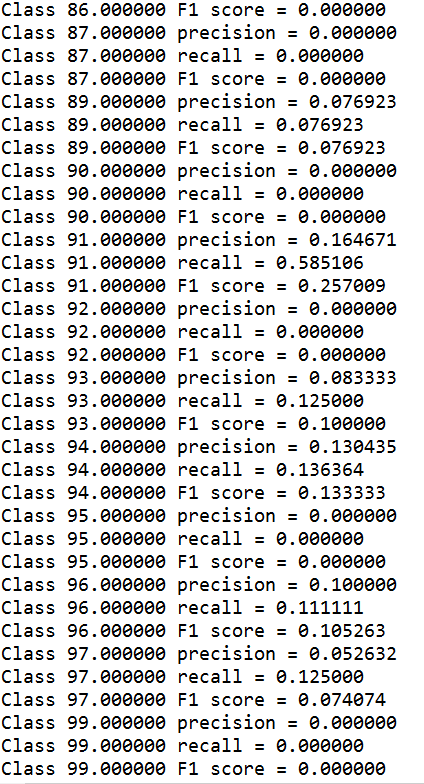 Class 86.000000 F1 score = 0.000000
Class 87.000000 precision = 0.000000
Class 87.000000 recall = 0.000000
Class 87.000000 F1 score = 0.000000
Class 89.000000 precision = 0.076923
Class 89.000000 recall = 0.076923
Class 89.000000 F1 score = 0.076923
Class 90.000000 precision = 0.000000
Class 90.000000 recall = 0.000000
Class 90.000000 F1 score = 0.000000
Class 91.000000 precision = 0.164671
Class 91.000000 recall = 0.585106
Class 91.000000 F1 score = 0.257009
Class 92.000000 precision = 0.000000
Class 92.000000 recall = 0.000000
Class 92.000000 F1 score = 0.000000
Class 93.000000 precision = 0.083333
Class 93.000000 recall = 0.125000
Class 93.000000 F1 score = 0.100000
Class 94.000000 precision = 0.130435
Class 94.000000 recall = 0.136364
Class 94.000000 F1 score = 0.133333
Class 95.000000 precision = 0.000000
Class 95.000000 recall = 0.000000
Class 95.000000 F1 score = 0.000000
Class 96.000000 precision = 0.100000
Class 96.000000 recall = 0.111111
Class 96.000000 F1 score = 0.105263
Class 97.000000 precision = 0.052632
Class 97.000000 recall = 0.125000
Class 97.000000 F1 score = 0.074074
Class 99.000000 precision = 0.000000
Class 99.000000 recall = 0.000000
Class 99.000000 F1 score = 0.000000